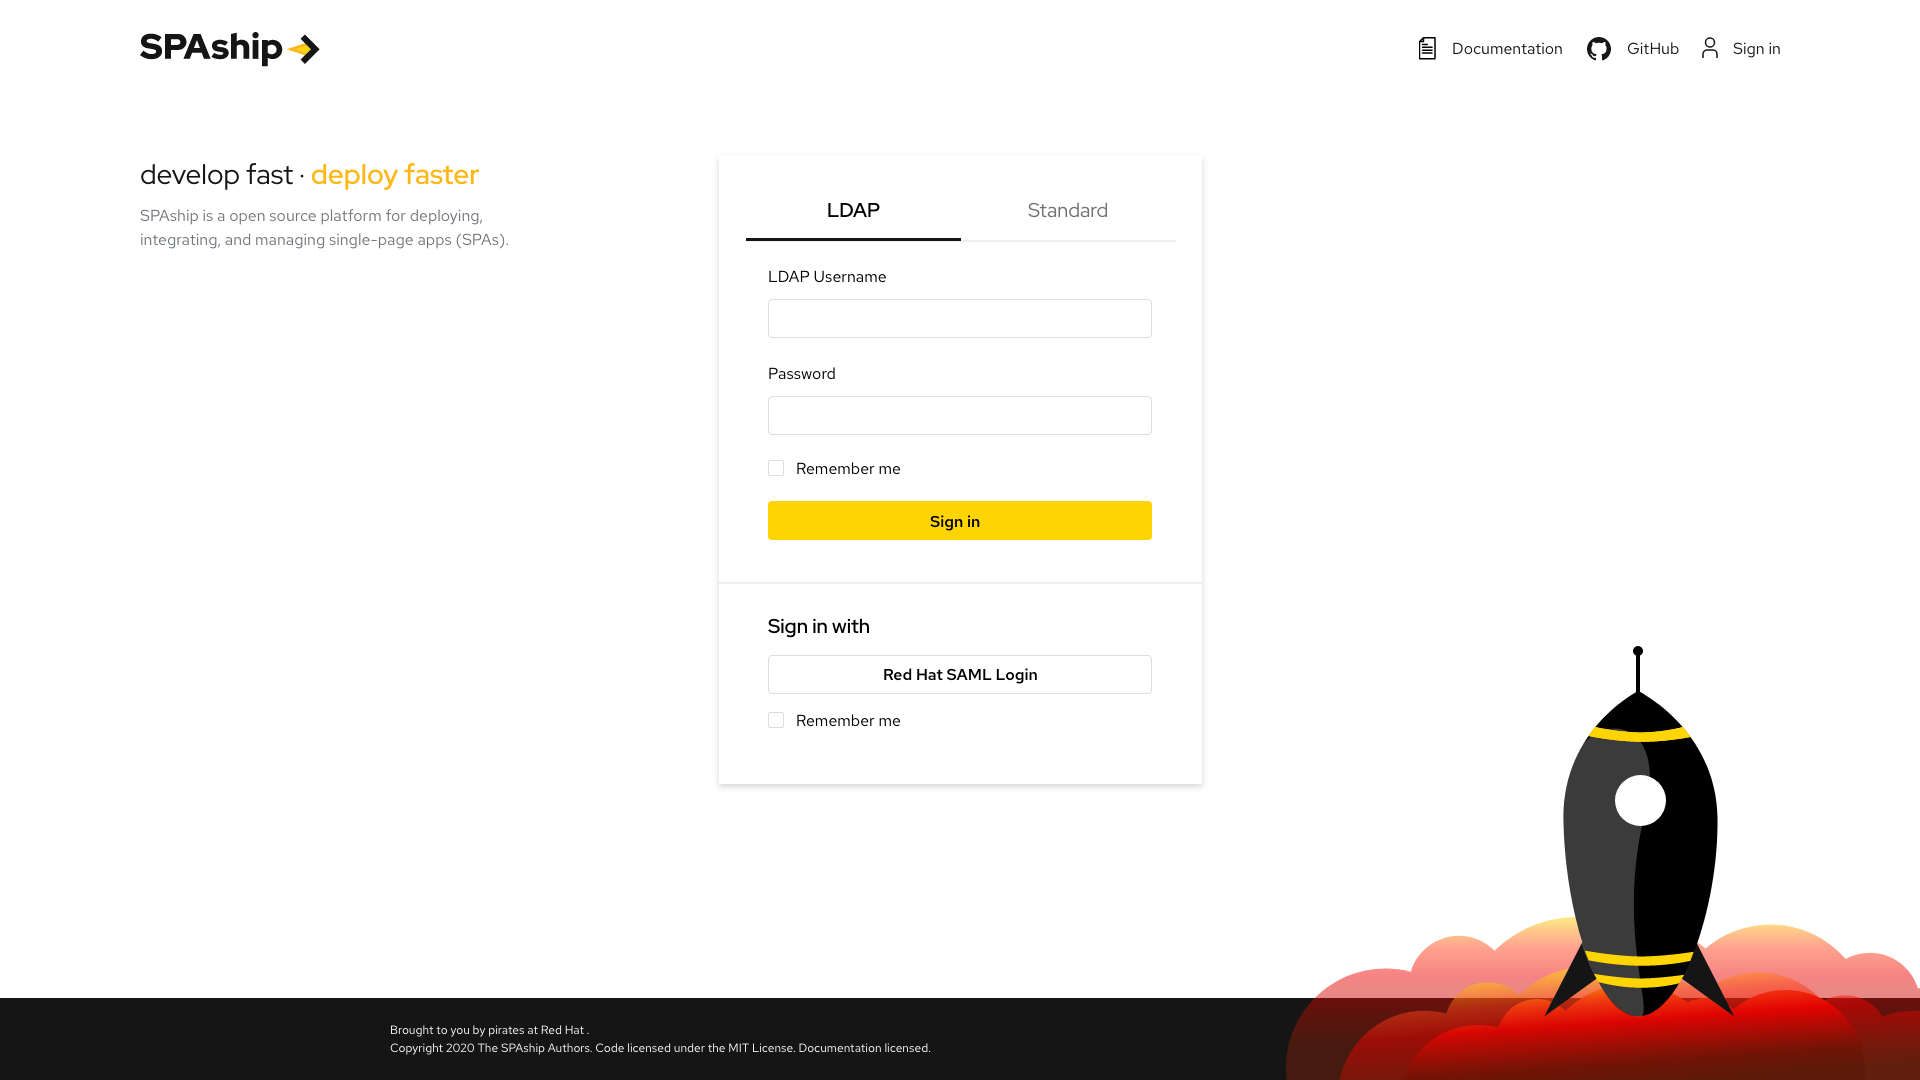 SPAship
Documentation
GitHub
Sign in
develop fast · deploy faster
SPAship is a open source platform for deploying,
integrating, and managing single-page apps (SPAs).
LDAP
Standard
LDAP Username
Password
Remember me
Sign in
Sign in with
Red Hat SAML Login
Remember me
Brought to you by pirates at Red Hat .
Copyright 2020 The SPAship Authors. Code licensed under the MIT License. Documentation licensed.